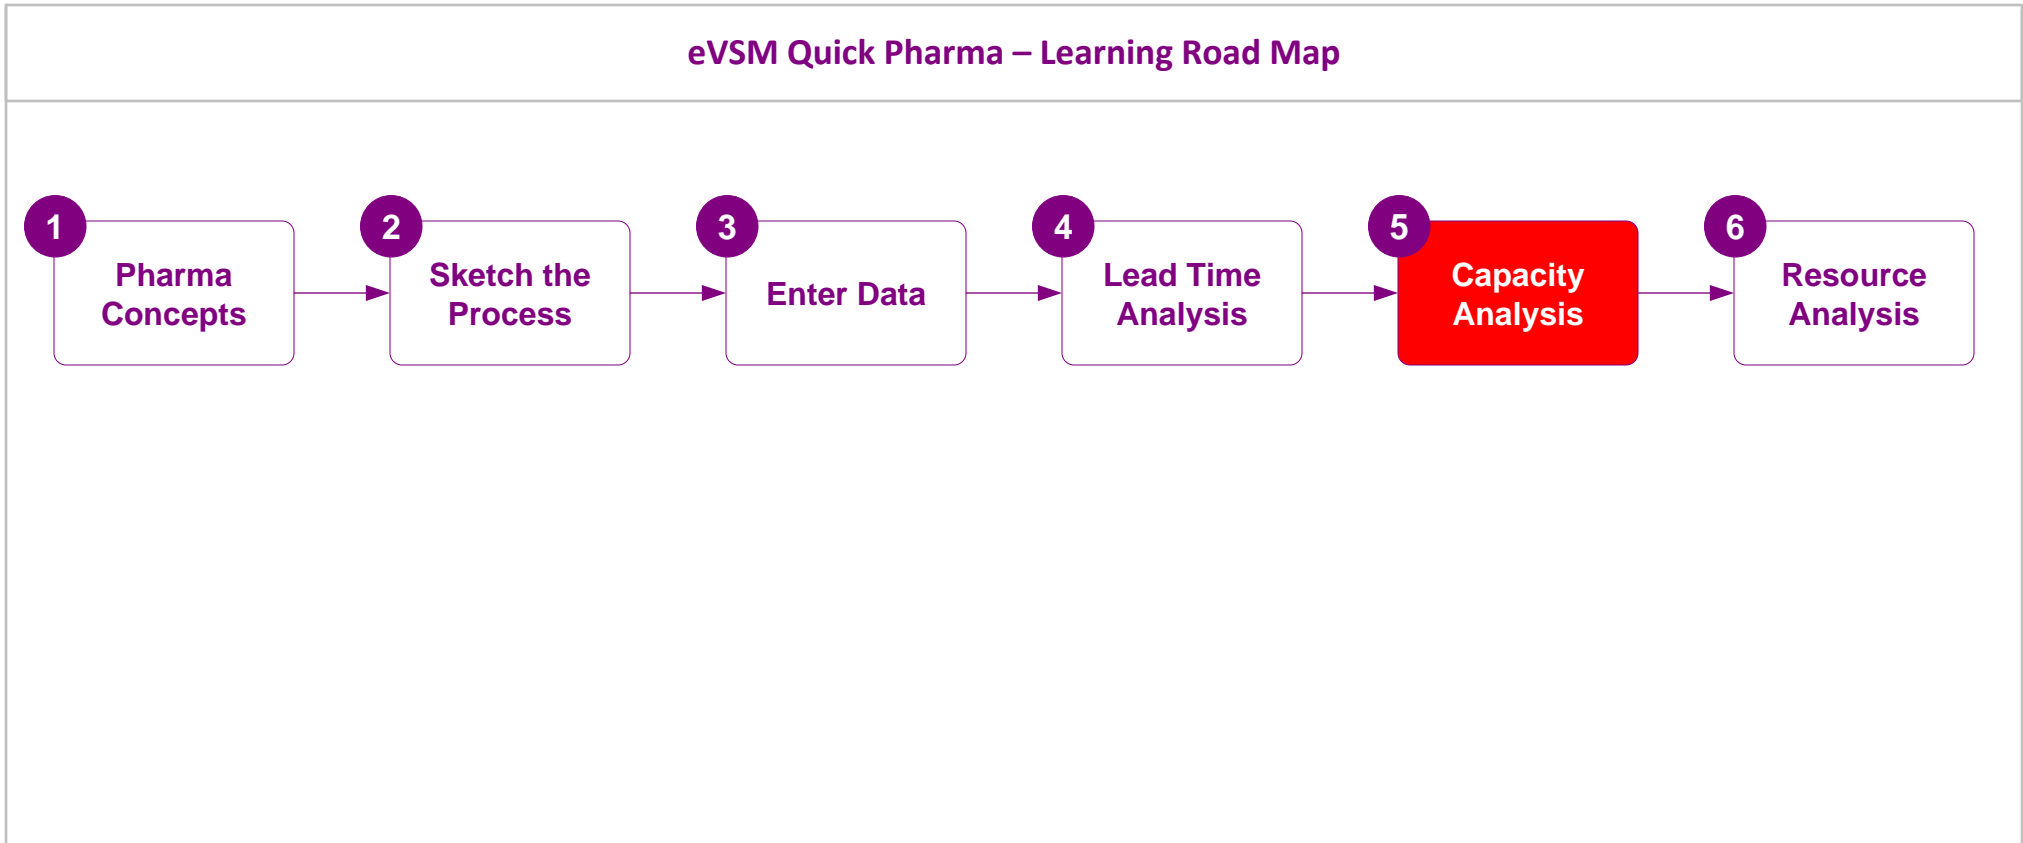 eVSM Quick Pharma – Learning Road Map
1
Pharma
Concepts
2
Sketch the
Process
3
Enter Data
4
Lead Time
Analysis
5
Capacity
Analysis
6
Resource
Analysis